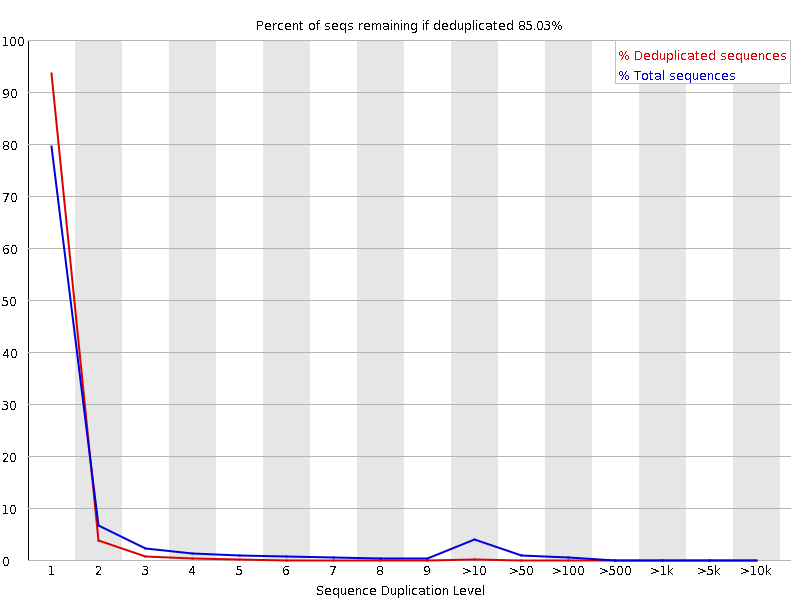 Percent of seqs remaining if deduplicated 85.03%
% Deduplicated sequences
% Total sequences
100
90
80
70
60
50
40
30
20
10
0
1 2 3 4 5 6 7 8 9 >10 >50 >100 >500 >1k >5k >10k
Sequence Duplication Level